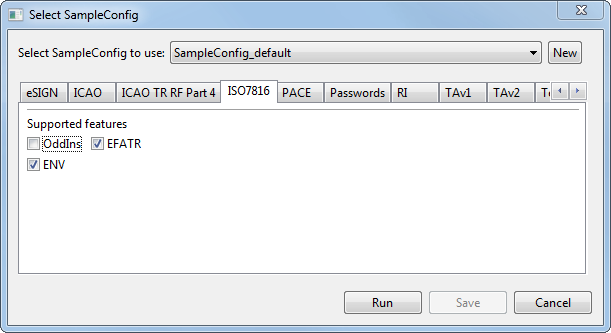 Select SampleConfig
Select SampleConfig to use: SampleConfig_default New
eSIGN ICAO ICAO TR RF Part 4 ISO7816 PACE Passwords RI TAv1 TAv2
Supported features
OddIns EFATR
ENV
Run Save Cancel